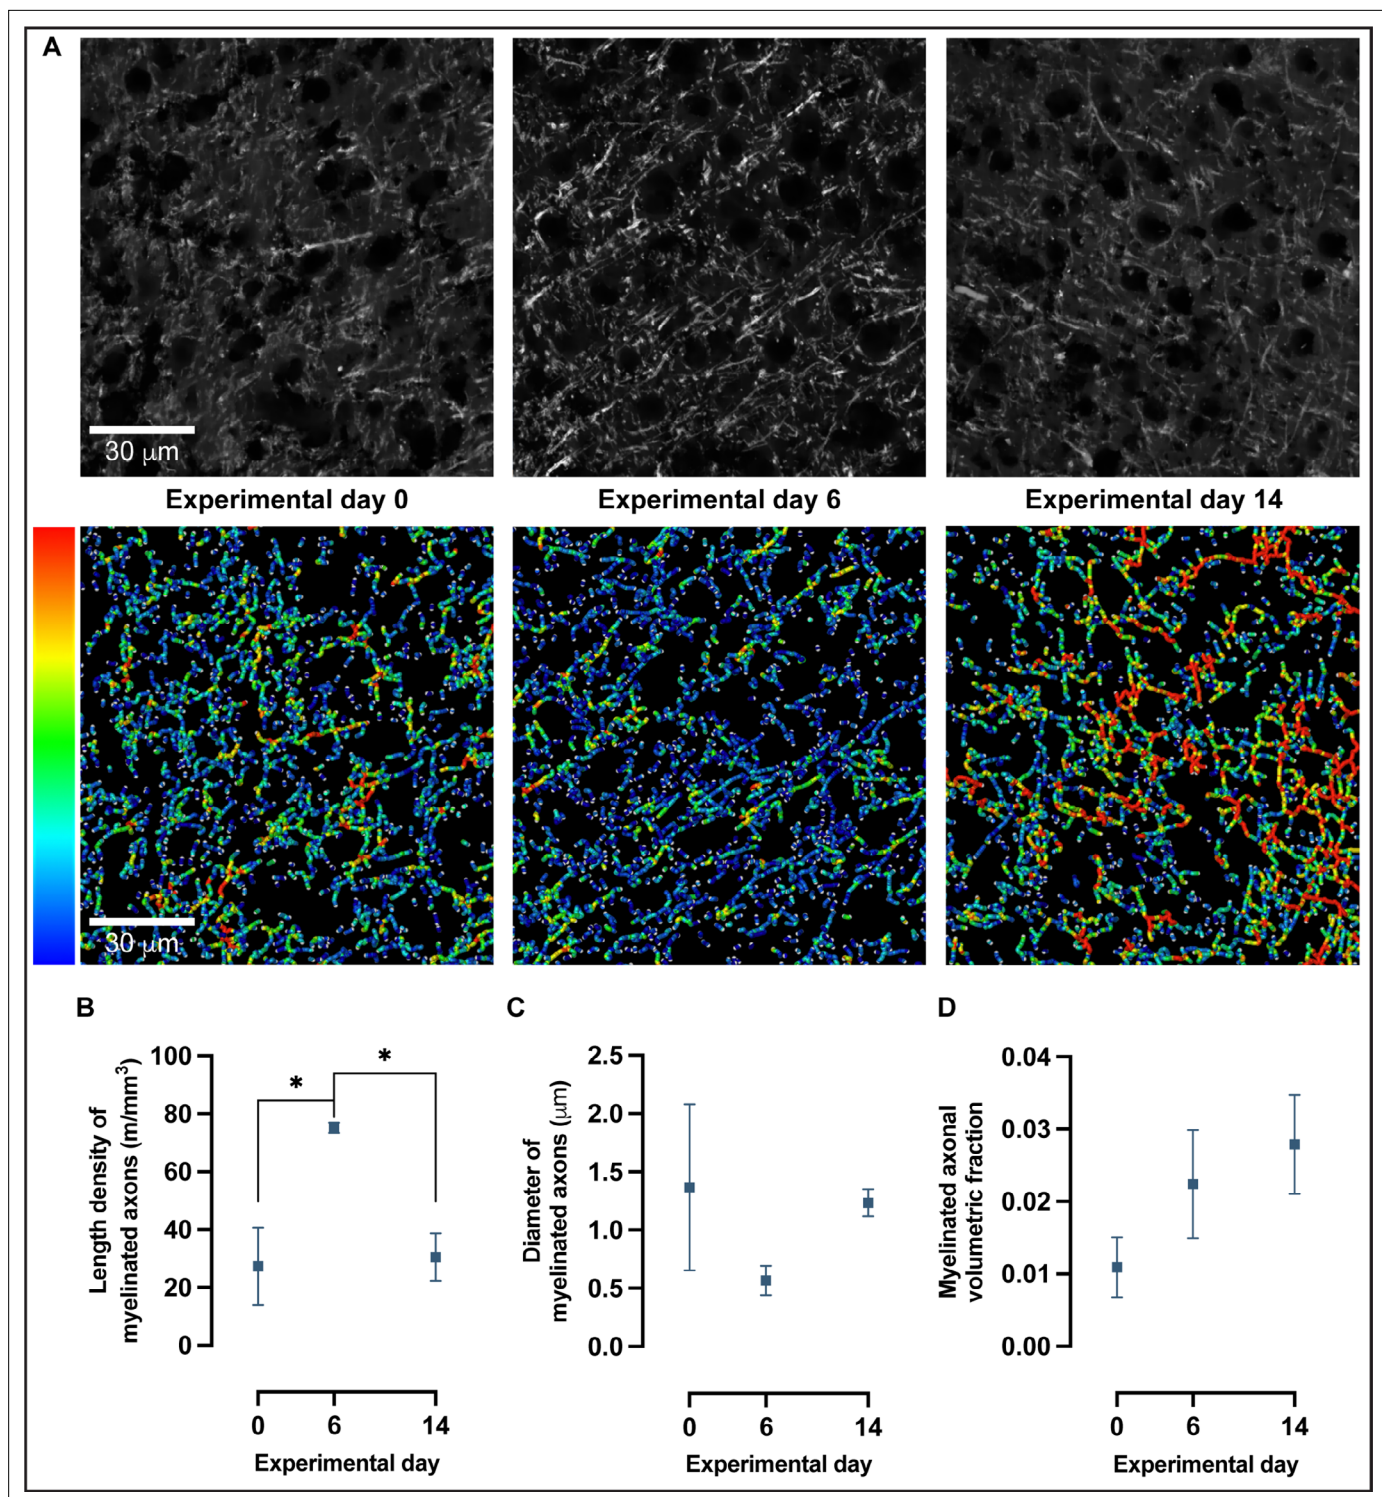 A
30 μm
Experimental day 0
Experimental day 6
Experimental day 14
30 μm
B
Length density of
myelinated axons (m/mm³)
100
80
60
40
20
0
*
*
0
6
14
Experimental day
C
Diameter of
myelinated axons (μm)
2.5
2.0
1.5
1.0
0.5
0.0
0
6
14
Experimental day
D
Myelinated axonal
volumetric fraction
0.04
0.03
0.02
0.01
0.00
0
6
14
Experimental day